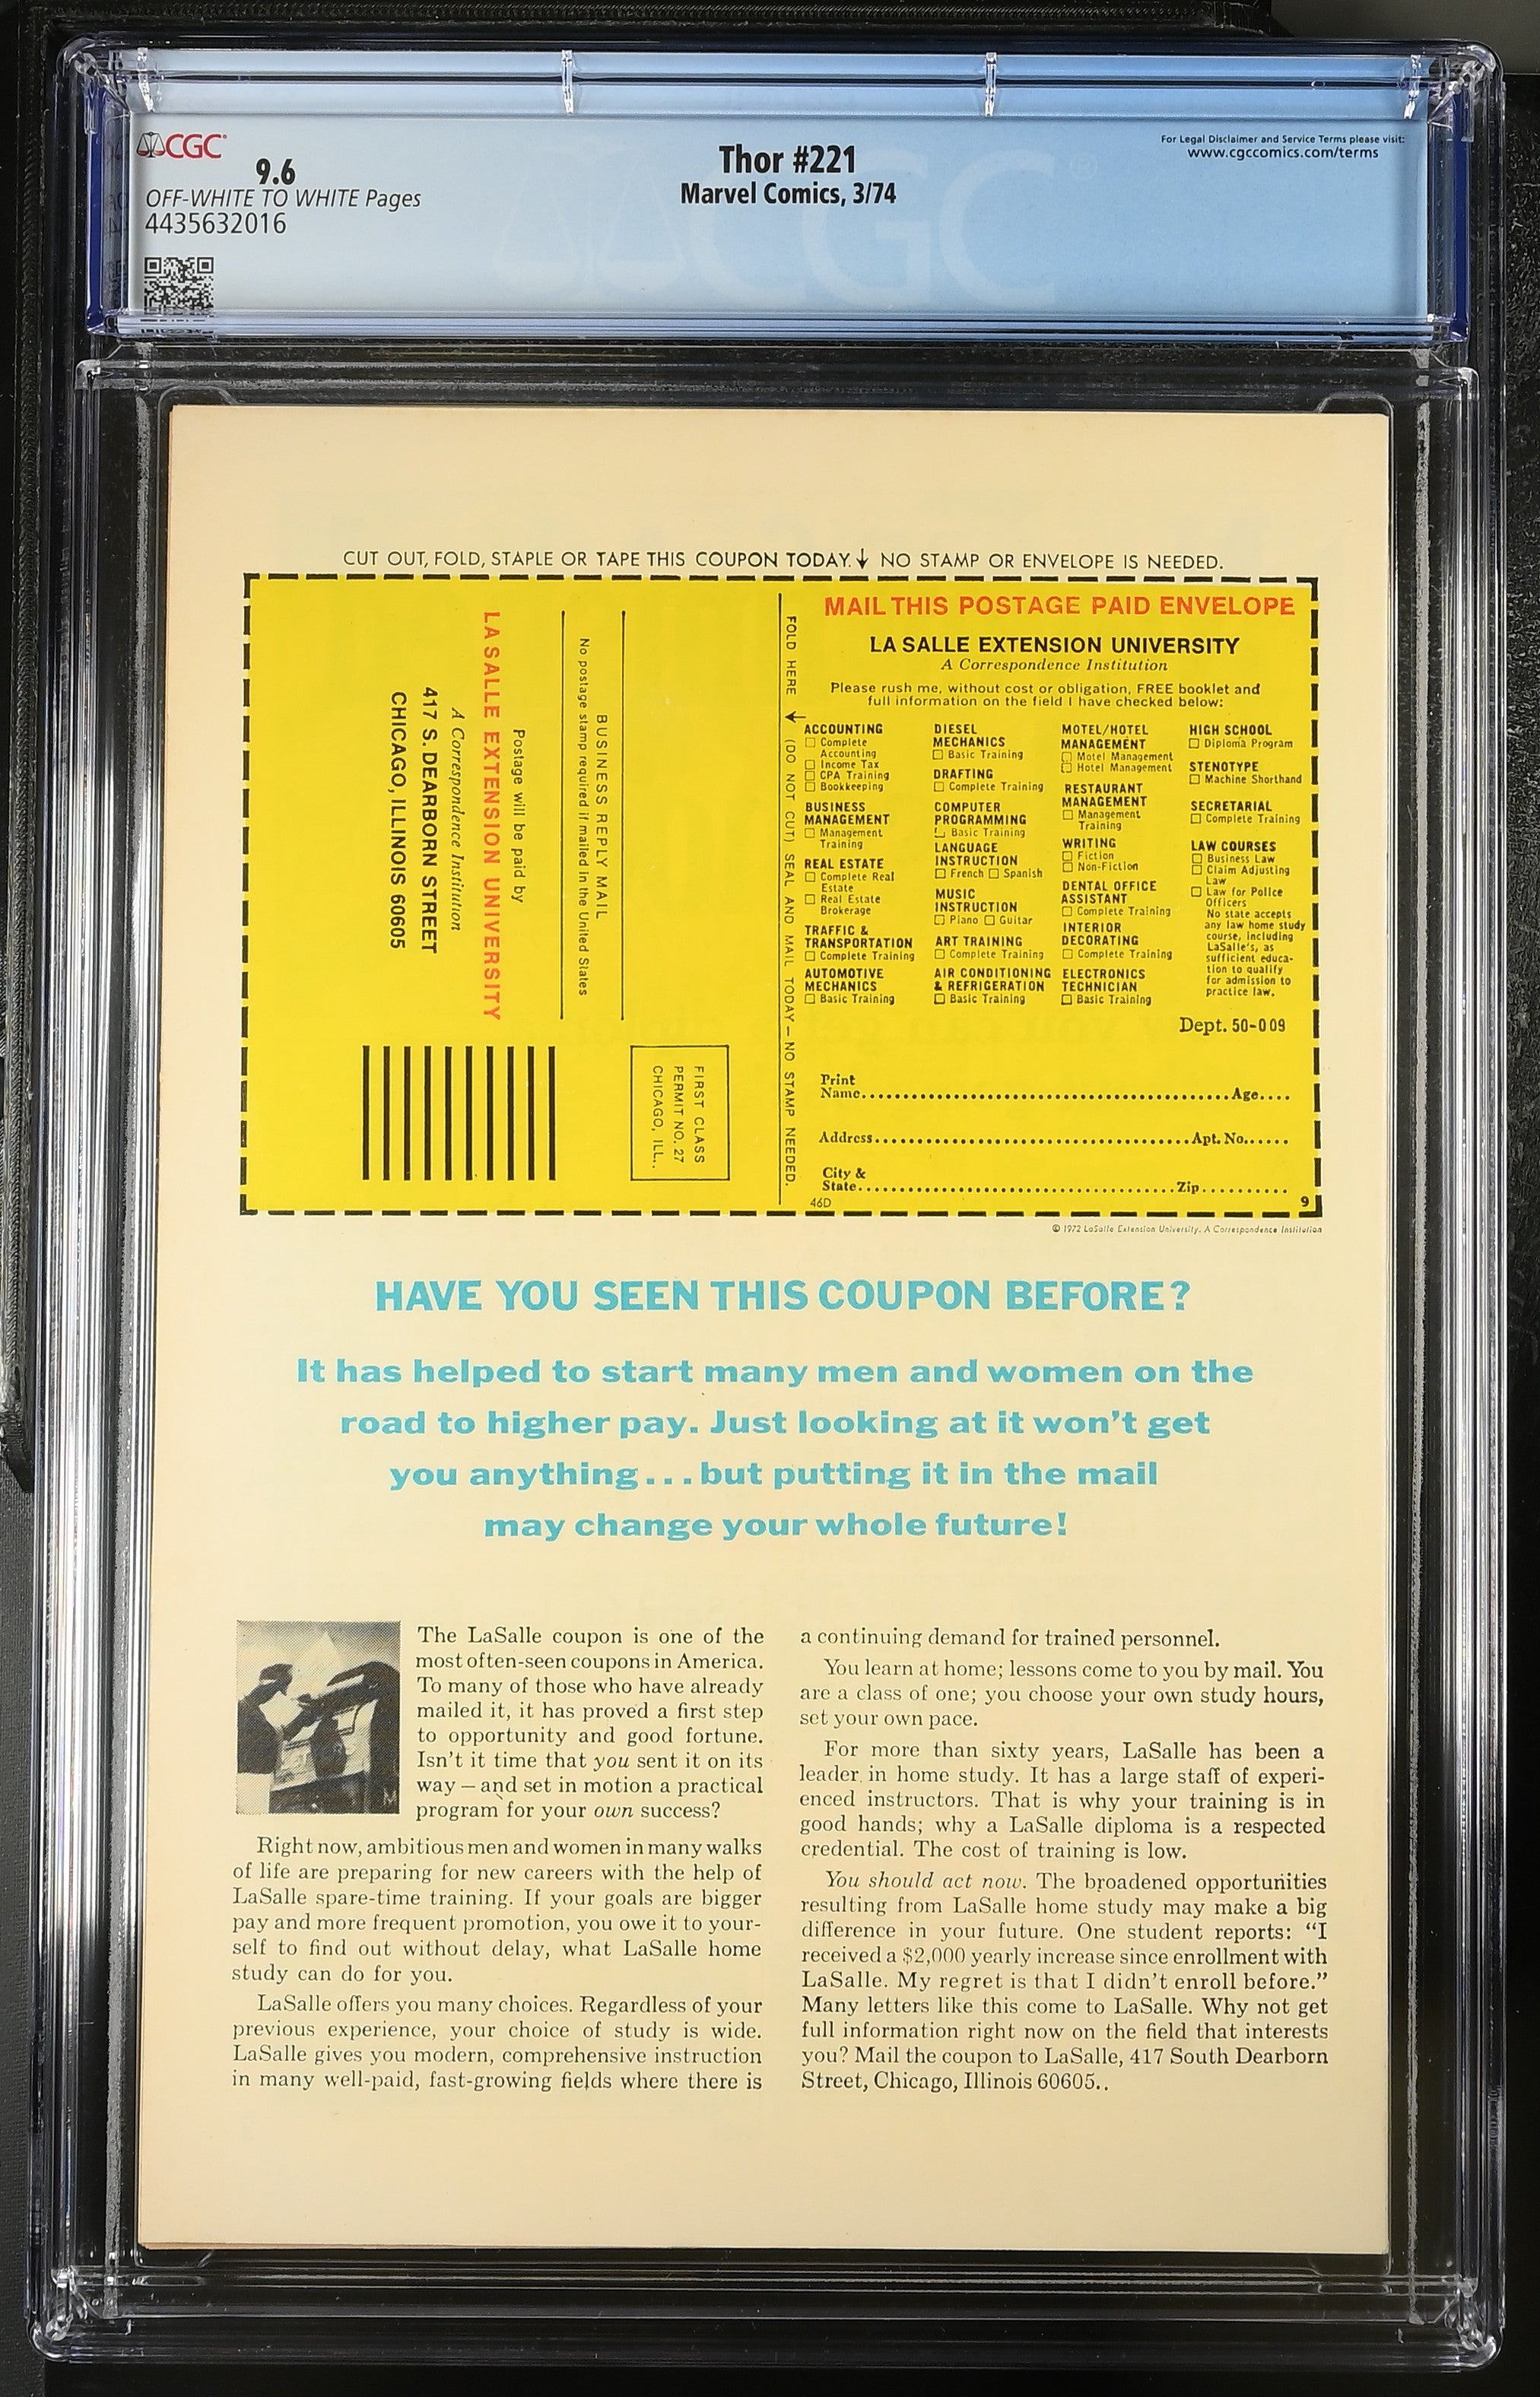 CGC
9.6
OFF-WHITE TO WHITE Pages
4435632016
Thor #221
Marvel Comics, 3/74
For Legal Disclaimer and Service Terms please visit:
www.cgccomics.com/terms
CUT OUT, FOLD, STAPLE OR TAPE THIS COUPON TODAY. NO STAMP OR ENVELOPE IS NEEDED.
FIRST CLASS
PERMIT NO. 27
CHICAGO, ILL..
BUSINESS REPLY MAIL
No postage stamp required if mailed in the United States
Postage will be paid by
LA SALLE EXTENSION UNIVERSITY
A Correspondence Institution
417 S. DEARBORN STREET
CHICAGO, ILLINOIS 60605
FOLD HERE (DO NOT CUT) SEAL AND MAIL TODAY—NO STAMP NEEDED.
MAIL THIS POSTAGE PAID ENVELOPE
LA SALLE EXTENSION UNIVERSITY
A Correspondence Institution
Please rush me, without cost or obligation, FREE booklet and
full information on the field I have checked below:
ACCOUNTING
☐ Complete
Accounting
☐ Income Tax
☐ CPA Training
☐ Bookkeeping
BUSINESS
MANAGEMENT
☐ Management
Training
REAL ESTATE
☐ Complete Real
Estate
☐ Real Estate
Brokerage
TRAFFIC &
TRANSPORTATION
☐ Complete Training
AUTOMOTIVE
MECHANICS
☐ Basic Training
DIESEL
MECHANICS
☐ Basic Training
DRAFTING
☐ Complete Training
COMPUTER
PROGRAMMING
☐ Basic Training
LANGUAGE
INSTRUCTION
☐ French ☐ Spanish
MUSIC
INSTRUCTION
☐ Piano ☐ Guitar
ART TRAINING
☐ Complete Training
AIR CONDITIONING
& REFRIGERATION
☐ Basic Training
MOTEL/HOTEL
MANAGEMENT
☐ Motel Management
☐ Hotel Management
RESTAURANT
MANAGEMENT
☐ Management
Training
WRITING
☐ Fiction
☐ Non-Fiction
DENTAL OFFICE
ASSISTANT
☐ Complete Training
INTERIOR
DECORATING
☐ Complete Training
ELECTRONICS
TECHNICIAN
☐ Basic Training
HIGH SCHOOL
☐ Diploma Program
STENOTYPE
☐ Machine Shorthand
SECRETARIAL
☐ Complete Training
LAW COURSES
☐ Business Law
☐ Claim Adjusting
Law
☐ Law for Police
Officers
No state accepts
any law home study
course, including
LaSalle's, as
sufficient educa-
tion to qualify
for admission to
practice law.
Dept. 50-009
Print
Name........................................Age....
Address...................................Apt. No......
City &
State...................................Zip..........
46D
9
© 1972 LaSalle Extension University. A Correspondence Institution
HAVE YOU SEEN THIS COUPON BEFORE?
It has helped to start many men and women on the
road to higher pay. Just looking at it won't get
you anything...but putting it in the mail
may change your whole future!
The LaSalle coupon is one of the
most often-seen coupons in America.
To many of those who have already
mailed it, it has proved a first step
to opportunity and good fortune.
Isn't it time that you sent it on its
way — and set in motion a practical
program for your own success?
Right now, ambitious men and women in many walks
of life are preparing for new careers with the help of
LaSalle spare-time training. If your goals are bigger
pay and more frequent promotion, you owe it to your-
self to find out without delay, what LaSalle home
study can do for you.
LaSalle offers you many choices. Regardless of your
previous experience, your choice of study is wide.
LaSalle gives you modern, comprehensive instruction
in many well-paid, fast-growing fields where there is
a continuing demand for trained personnel.
You learn at home; lessons come to you by mail. You
are a class of one; you choose your own study hours,
set your own pace.
For more than sixty years, LaSalle has been a
leader in home study. It has a large staff of experi-
enced instructors. That is why your training is in
good hands; why a LaSalle diploma is a respected
credential. The cost of training is low.
You should act now. The broadened opportunities
resulting from LaSalle home study may make a big
difference in your future. One student reports: "I
received a $2,000 yearly increase since enrollment with
LaSalle. My regret is that I didn't enroll before."
Many letters like this come to LaSalle. Why not get
full information right now on the field that interests
you? Mail the coupon to LaSalle, 417 South Dearborn
Street, Chicago, Illinois 60605..